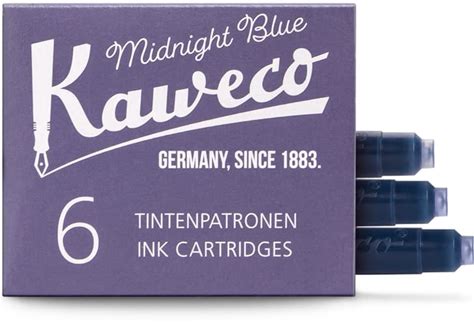 Midnight Blue
Kaweco
GERMANY, SINCE 1883.
6
TINTENPATRONEN
INK CARTRIDGES